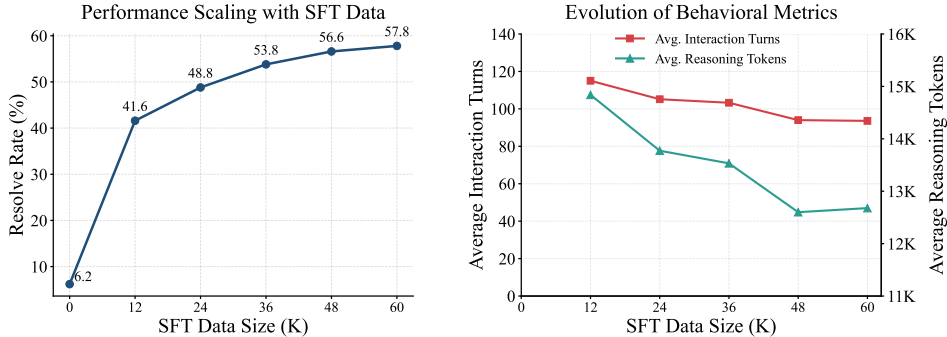 Performance Scaling with SFT Data
60
50
40
30
20
10
Resolve Rate (%)
6.2
41.6
48.8
53.8
56.6
57.8
0
12
24
36
48
60
SFT Data Size (K)
Evolution of Behavioral Metrics
Avg. Interaction Turns
Avg. Reasoning Tokens
140
120
100
80
60
40
20
0
Average Interaction Turns
16K
15K
14K
13K
12K
11K
Average Reasoning Tokens
0
12
24
36
48
60
SFT Data Size (K)